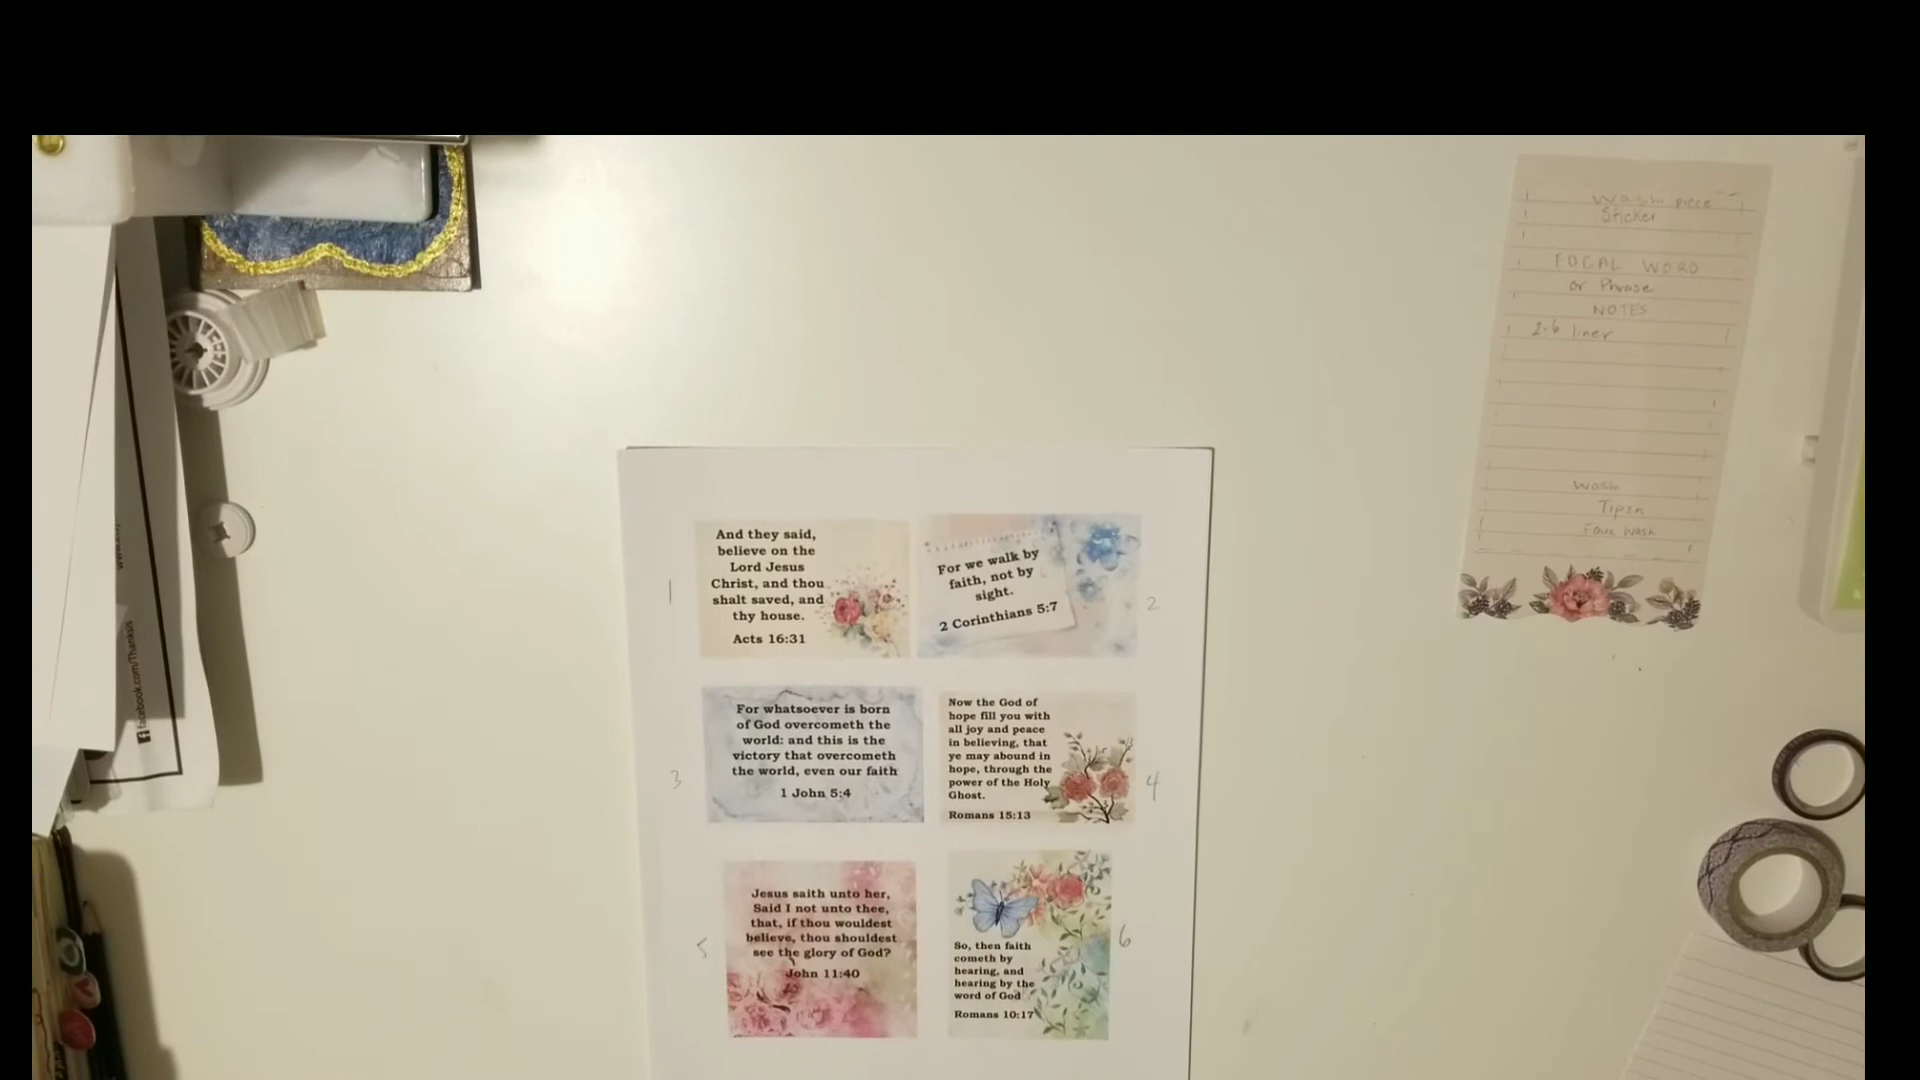 Wash piece
Sticker
FOCAL WORD
or Phrase
NOTES
2-6 liner
Wash
Tip In
Faux Wash
facebook.com/Thanksis
1
And they said,
believe on the
Lord Jesus
Christ, and thou
shalt saved, and
thy house.
Acts 16:31
For we walk by
faith, not by
sight.
2 Corinthians 5:7
2
3
For whatsoever is born
of God overcometh the
world: and this is the
victory that overcometh
the world, even our faith
1 John 5:4
Now the God of
hope fill you with
all joy and peace
in believing, that
ye may abound in
hope, through the
power of the Holy
Ghost.
Romans 15:13
4
5
Jesus saith unto her,
Said I not unto thee,
that, if thou wouldest
believe, thou shouldest
see the glory of God?
John 11:40
So, then faith
cometh by
hearing, and
hearing by the
word of God
Romans 10:17
6